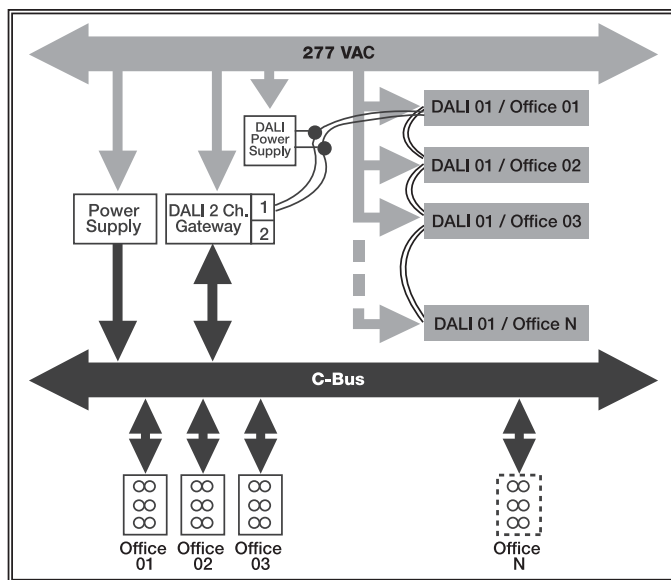 277 VAC
DALI
Power
Supply
DALI 01 / Office 01
DALI 01 / Office 02
DALI 01 / Office 03
DALI 01 / Office N
Power
Supply
DALI 2 Ch.
Gateway
1
2
C-Bus
Office
01
Office
02
Office
03
Office
N